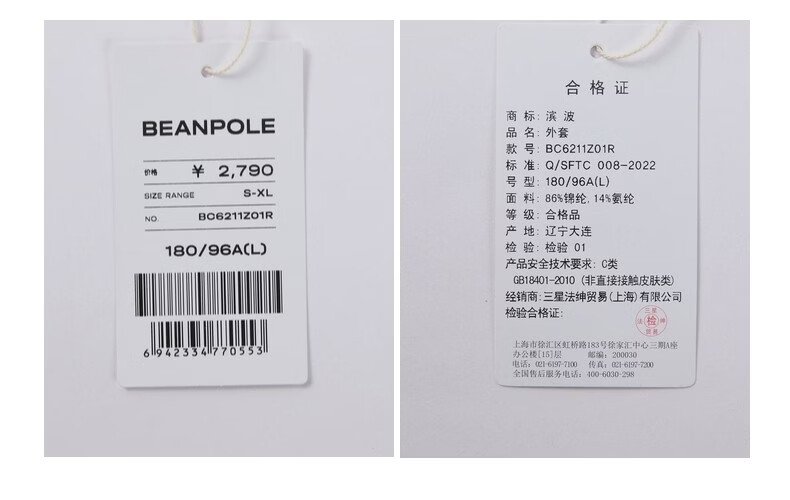 BEANPOLE
价格 ¥ 2,790
SIZE RANGE S-XL
NO. BC6211Z01R
180/96A(L)
6 942334 770553
合格证
商 标: 滨 波
品 名: 外套
款 号: BC6211Z01R
标 准: Q/SFTC 008-2022
号 型: 180/96A(L)
面 料: 86%锦纶,14%氨纶
等 级: 合格品
产 地: 辽宁大连
检 验: 检验 01
产品安全技术要求: C类
GB18401-2010 (非直接接触皮肤类)
经销商: 三星法绅贸易(上海)有限公司
检验合格证:
三星
法 检 绅
贸易
上海市徐汇区虹桥路183号徐家汇中心三期A座
办公楼[15]层 邮编: 200030
电话: 021-6197-7100 传真: 021-6197-7200
全国售后服务电话: 400-6030-298